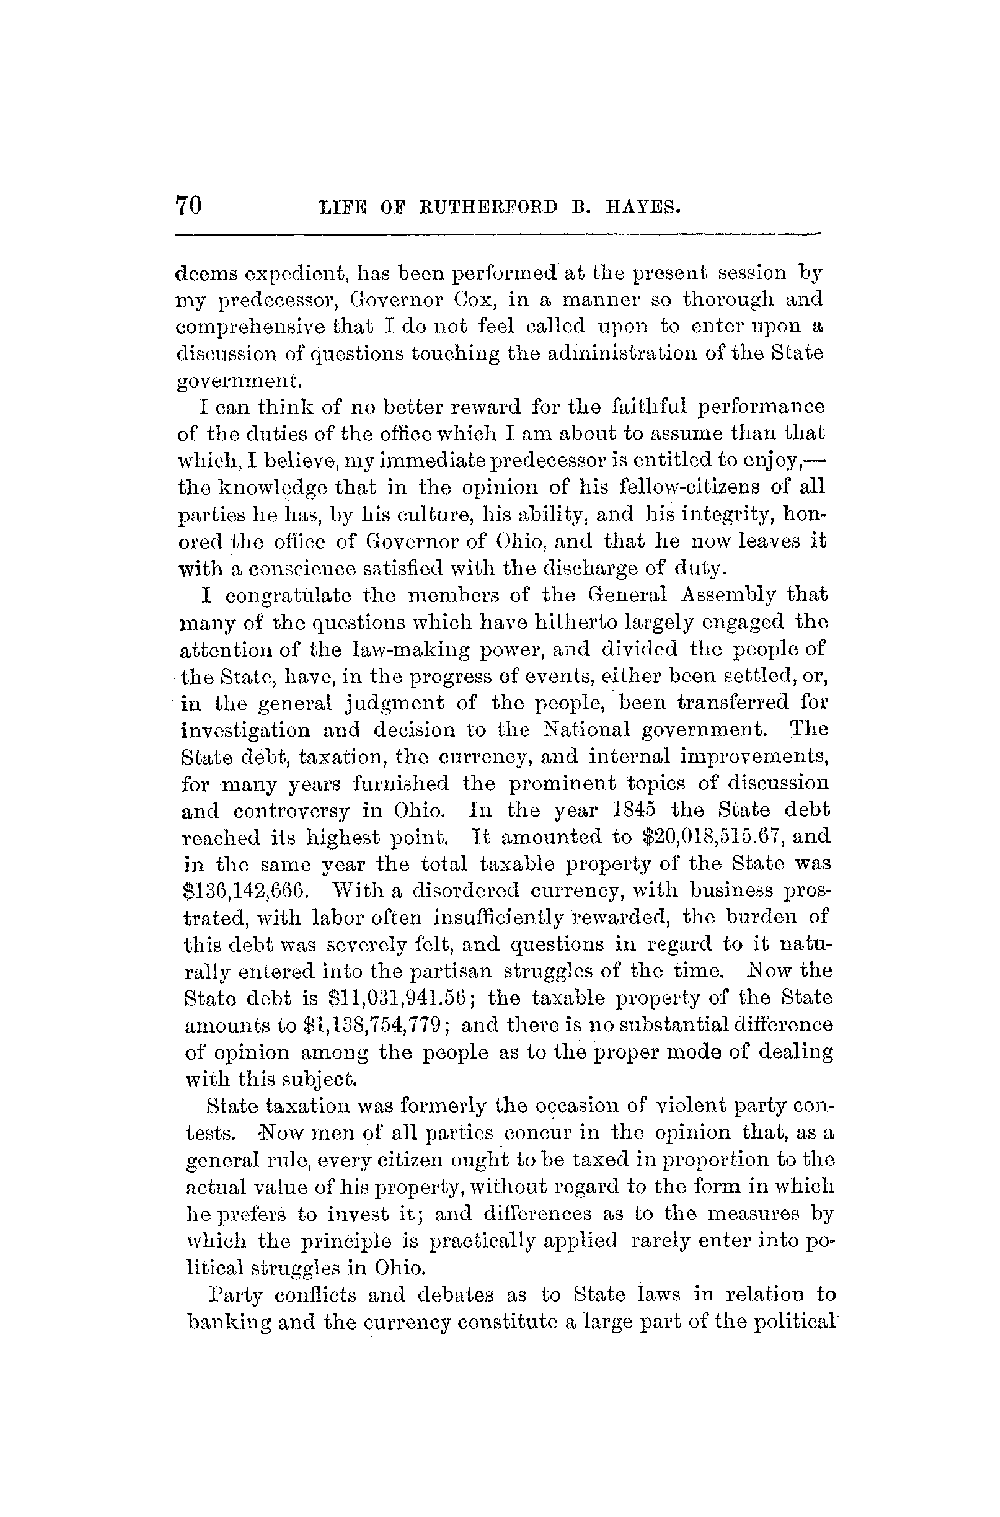 70 LIFE OF RUTHERFORD B. HAYES.
deems expedient, has been performed at the present session by
my predecessor, Governor Cox, in a manner so thorough and
comprehensive that I do not feel called upon to enter upon a
discussion of questions touching the administration of the State
government.
I can think of no better reward for the faithful performance
of the duties of the office which I am about to assume than that
which, I believe, my immediate predecessor is entitled to enjoy,—
the knowledge that in the opinion of his fellow-citizens of all
parties he has, by his culture, his ability, and his integrity, hon-
ored the office of Governor of Ohio, and that he now leaves it
with a conscience satisfied with the discharge of duty.
I congratulate the members of the General Assembly that
many of the questions which have hitherto largely engaged the
attention of the law-making power, and divided the people of
the State, have, in the progress of events, either been settled, or,
in the general judgment of the people, been transferred for
investigation and decision to the National government. The
State debt, taxation, the currency, and internal improvements,
for many years furnished the prominent topics of discussion
and controversy in Ohio. In the year 1845 the State debt
reached its highest point. It amounted to $20,018,515.67, and
in the same year the total taxable property of the State was
$136,142,666. With a disordered currency, with business pros-
trated, with labor often insufficiently rewarded, the burden of
this debt was severely felt, and questions in regard to it natu-
rally entered into the partisan struggles of the time. Now the
State debt is $11,031,941.56; the taxable property of the State
amounts to $1,138,754,779; and there is no substantial difference
of opinion among the people as to the proper mode of dealing
with this subject.
State taxation was formerly the occasion of violent party con-
tests. Now men of all parties concur in the opinion that, as a
general rule, every citizen ought to be taxed in proportion to the
actual value of his property, without regard to the form in which
he prefers to invest it; and differences as to the measures by
which the principle is practically applied rarely enter into po-
litical struggles in Ohio.
Party conflicts and debates as to State laws in relation to
banking and the currency constitute a large part of the political